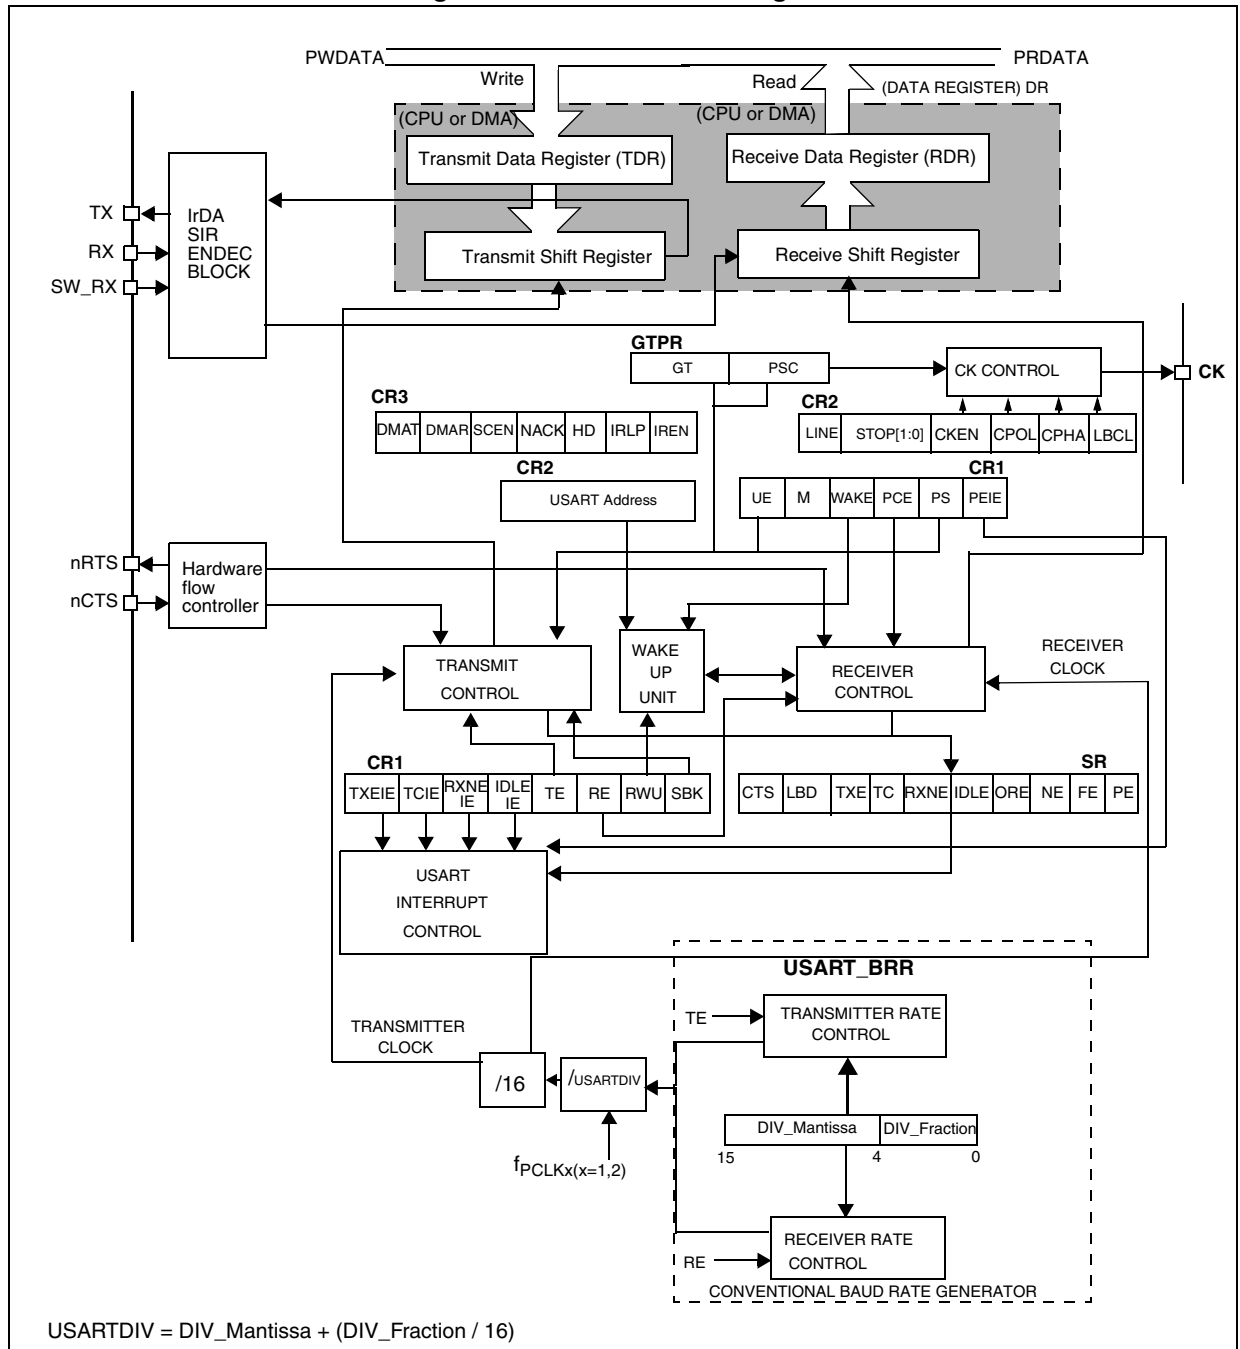 PWDATA
PRDATA
Write
Read
(DATA REGISTER) DR
(CPU or DMA)
(CPU or DMA)
Transmit Data Register (TDR)
Receive Data Register (RDR)
TX
RX
SW_RX
IrDA
SIR
ENDEC
BLOCK
Transmit Shift Register
Receive Shift Register
GTPR
GT
PSC
CK CONTROL
CK
CR3
DMAT DMAR SCEN NACK HD IRLP IREN
CR2
LINE STOP[1:0] CKEN CPOL CPHA LBCL
CR2
USART Address
CR1
UE M WAKE PCE PS PEIE
nRTS
nCTS
Hardware
flow
controller
TRANSMIT
CONTROL
WAKE
UP
UNIT
RECEIVER
CONTROL
RECEIVER
CLOCK
CR1
TXEIE TCIE RXNE IE IDLE IE TE RE RWU SBK
SR
CTS LBD TXE TC RXNE IDLE ORE NE FE PE
USART
INTERRUPT
CONTROL
USART_BRR
TE
TRANSMITTER RATE
CONTROL
TRANSMITTER
CLOCK
/16
/USARTDIV
fPCLKx(x=1,2)
DIV_Mantissa DIV_Fraction
15 4 0
RE
RECEIVER RATE
CONTROL
CONVENTIONAL BAUD RATE GENERATOR
USARTDIV = DIV_Mantissa + (DIV_Fraction / 16)